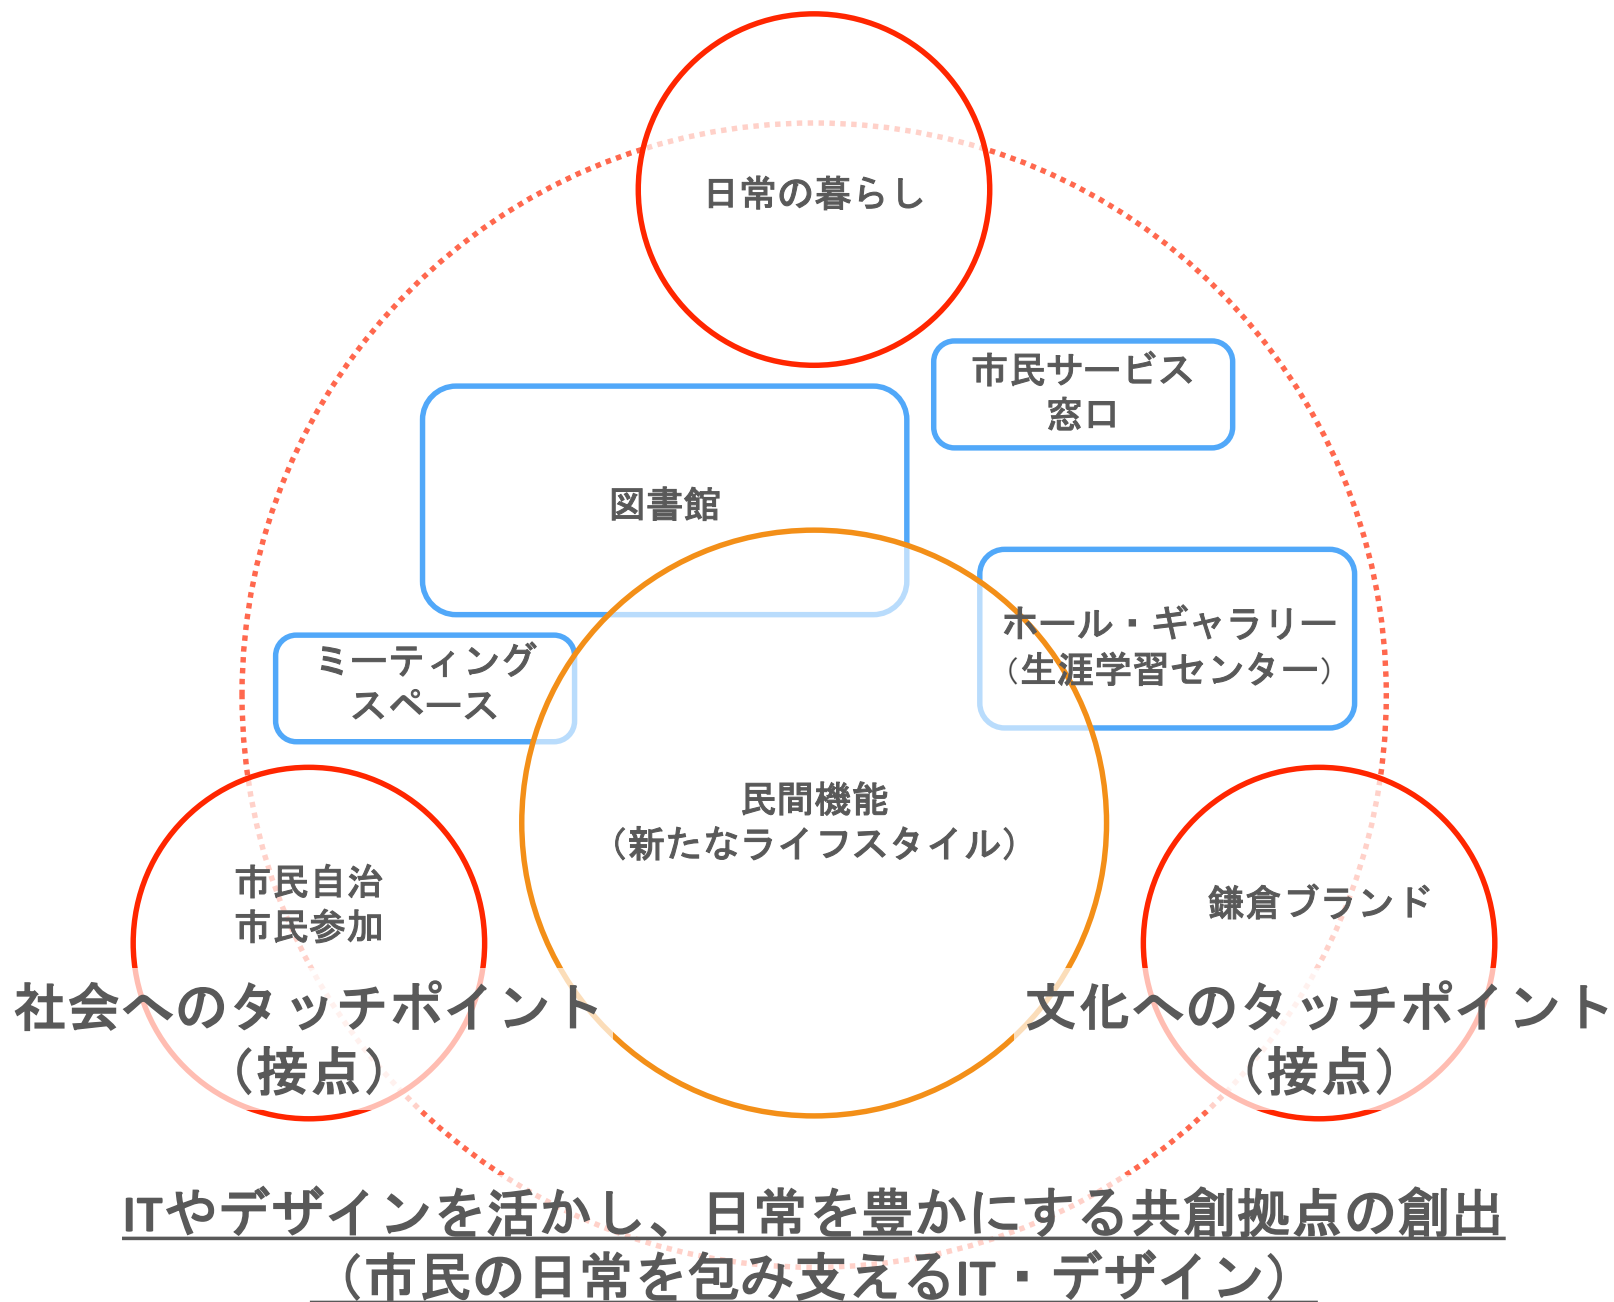 日常の暮らし
市民サービス
窓口
図書館
ホール・ギャラリー
（生涯学習センター）
ミーティング
スペース
民間機能
（新たなライフスタイル）
市民自治
市民参加
鎌倉ブランド
社会へのタッチポイント
（接点）
文化へのタッチポイント
（接点）
ITやデザインを活かし、日常を豊かにする共創拠点の創出
（市民の日常を包み支えるIT・デザイン）